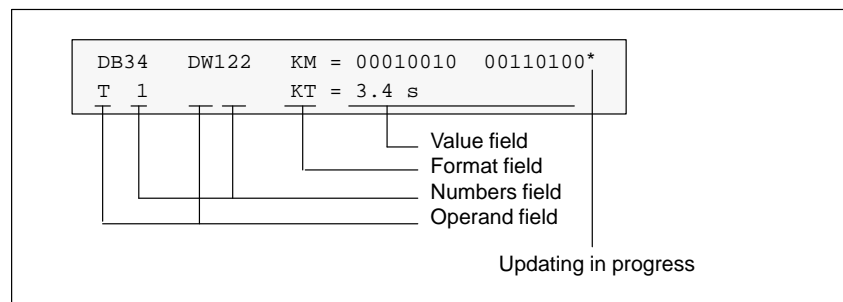 DB34 DW122 KM = 00010010 00110100*
T 1 KT = 3.4 s
Value field
Format field
Numbers field
Operand field
Updating in progress